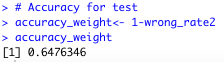 > # Accuracy for test
> accuracy_weight<- 1-wrong_rate2
> accuracy_weight
[1] 0.6476346